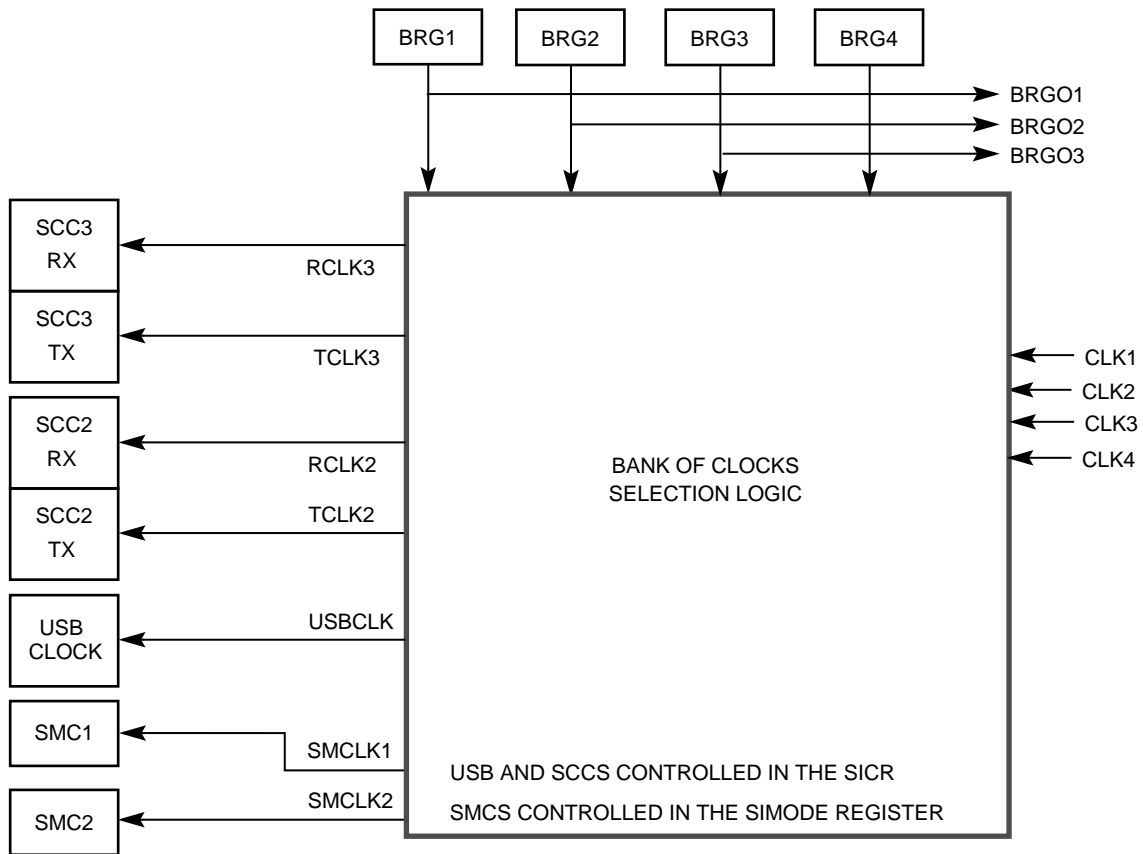 BRG1
BRG2
BRG3
BRG4
BRGO1
BRGO2
BRGO3
SCC3
RX
RCLK3
SCC3
TX
TCLK3
CLK1
CLK2
CLK3
CLK4
SCC2
RX
RCLK2
BANK OF CLOCKS
SELECTION LOGIC
SCC2
TX
TCLK2
USB
CLOCK
USBCLK
SMC1
SMCLK1
USB AND SCCS CONTROLLED IN THE SICR
SMC2
SMCLK2
SMCS CONTROLLED IN THE SIMODE REGISTER